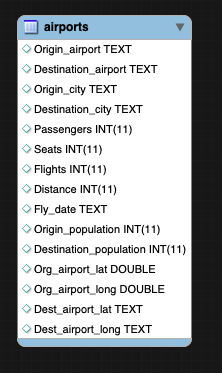 airports
Origin_airport TEXT
Destination_airport TEXT
Origin_city TEXT
Destination_city TEXT
Passengers INT(11)
Seats INT(11)
Flights INT(11)
Distance INT(11)
Fly_date TEXT
Origin_population INT(11)
Destination_population INT(11)
Org_airport_lat DOUBLE
Org_airport_long DOUBLE
Dest_airport_lat TEXT
Dest_airport_long TEXT